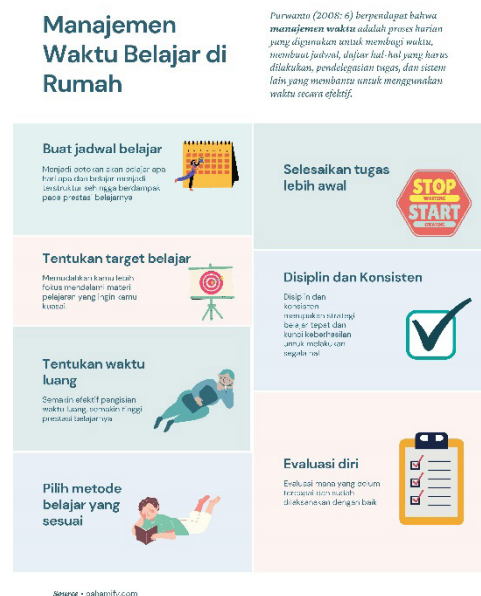 Manajemen
Waktu Belajar di
Rumah
Purwanto (2008: 6) berpendapat bahwa
manajemen waktu adalah proses harian
yang digunakan untuk membagi waktu,
membuat jadwal, daftar hal-hal yang harus
dilakukan, pendelegasian tugas, dan sistem
lain yang membantu untuk menggunakan
waktu secara efektif.
Buat jadwal belajar
Menjadi patokan akan belajar apa
hari apa dan belajar menjadi
terstruktur sehingga berdampak
pada prestasi belajarnya
Tentukan target belajar
Memudahkan kamu lebih
fokus mendalami materi
pelajaran yang ingin kamu
kuasai
Tentukan waktu
luang
Semakin efektif pengisian
waktu luang, semakin tinggi
prestasi belajarnya
Pilih metode
belajar yang
sesuai
Selesaikan tugas
lebih awal
STOP
START
Disiplin dan Konsisten
Disiplin dan
konsisten
merupakan strategi
belajar tepat dan
kunci keberhasilan
untuk melakukan
segala hal
Evaluasi diri
Evaluasi mana yang belum
tercapai dan sudah
dilaksanakan dengan baik
Source • pahamify.com